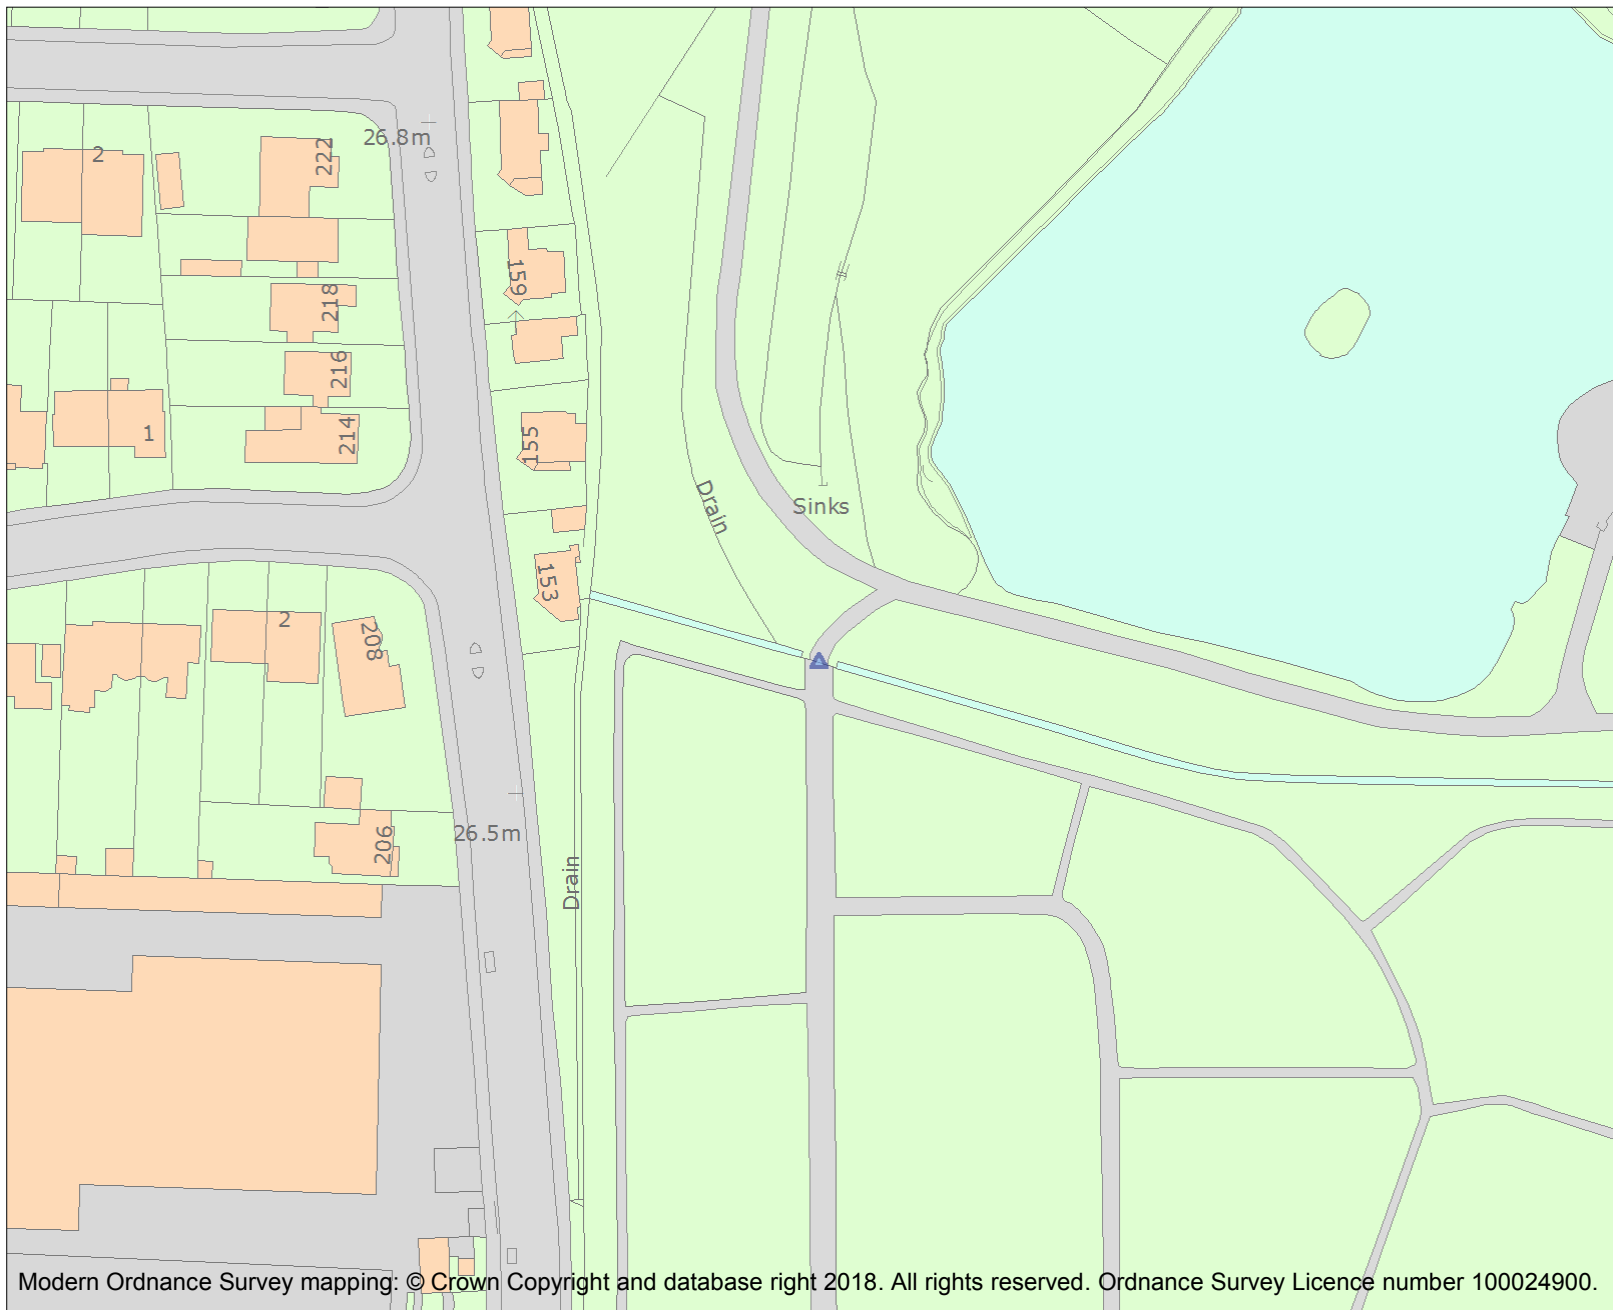 26.8m
2
222
159
218
216
214
1
155
Drain
Sinks
153
2
208
26.5m
206
Drain
Modern Ordnance Survey mapping: © Crown Copyright and database right 2018. All rights reserved. Ordnance Survey Licence number 100024900.